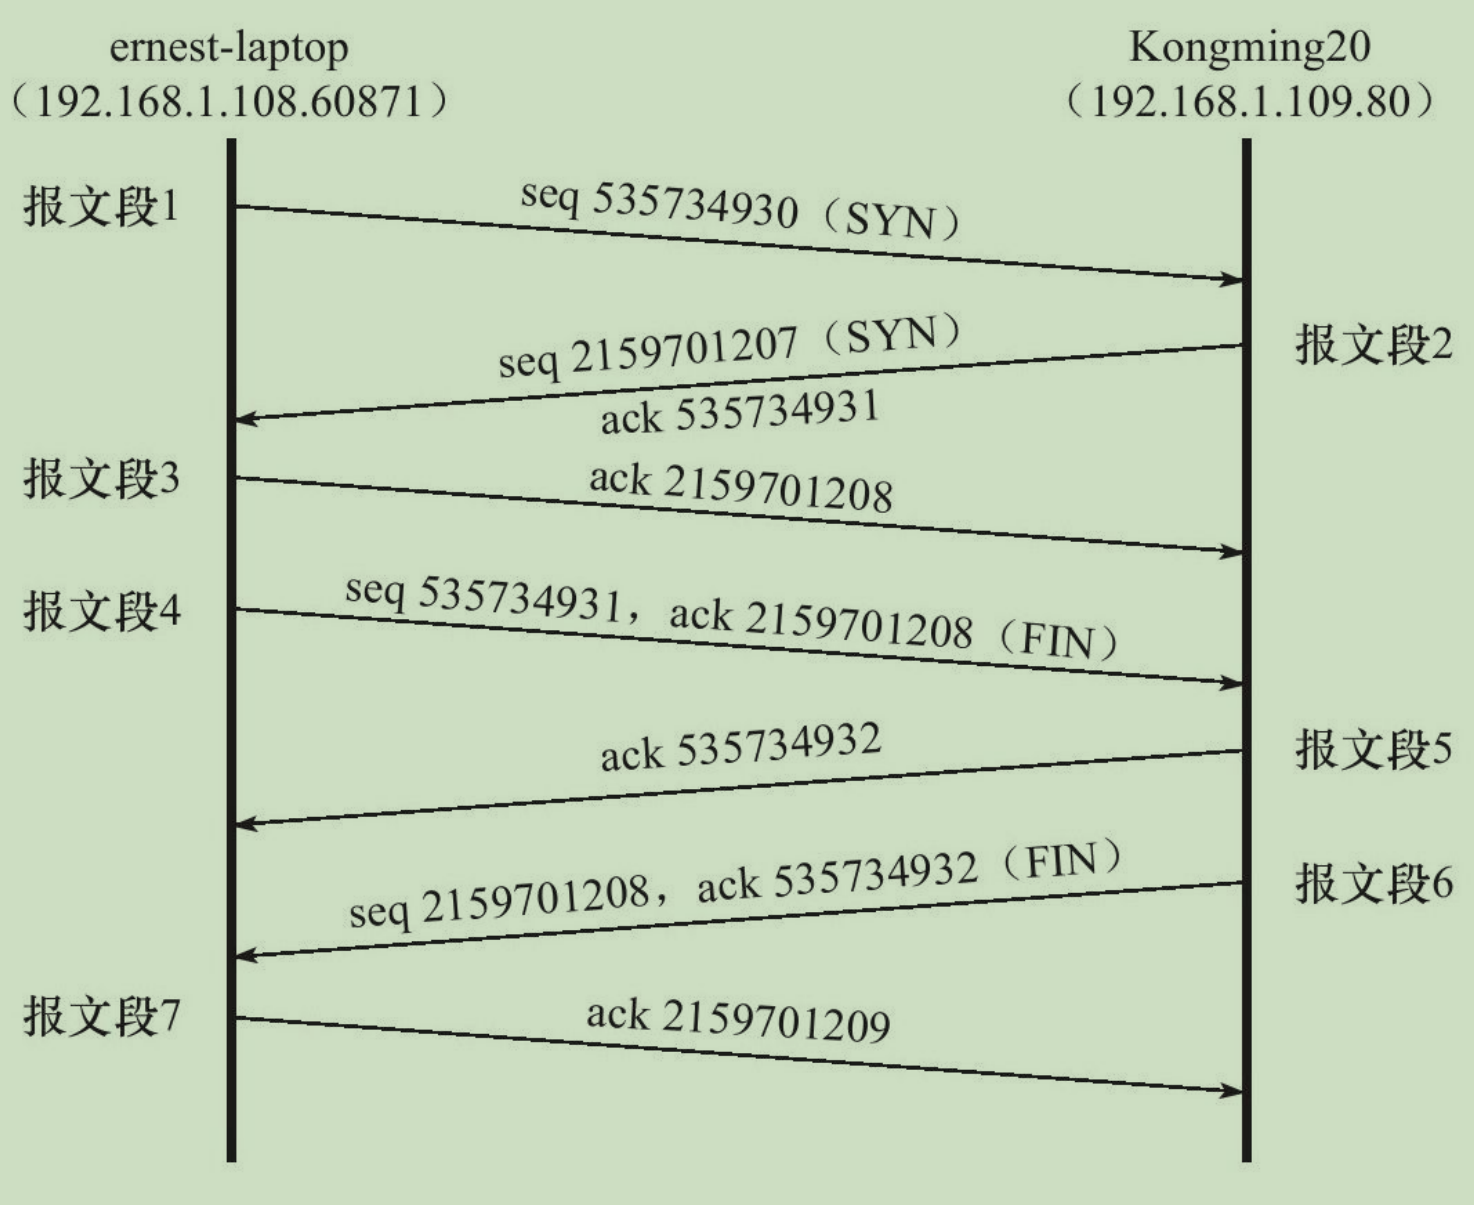 ernest-laptop
（192.168.1.108.60871）
Kongming20
（192.168.1.109.80）
报文段1
seq 535734930（SYN）
seq 2159701207（SYN）
报文段2
ack 535734931
报文段3
ack 2159701208
报文段4
seq 535734931，ack 2159701208（FIN）
ack 535734932
报文段5
seq 2159701208，ack 535734932（FIN）
报文段6
报文段7
ack 2159701209